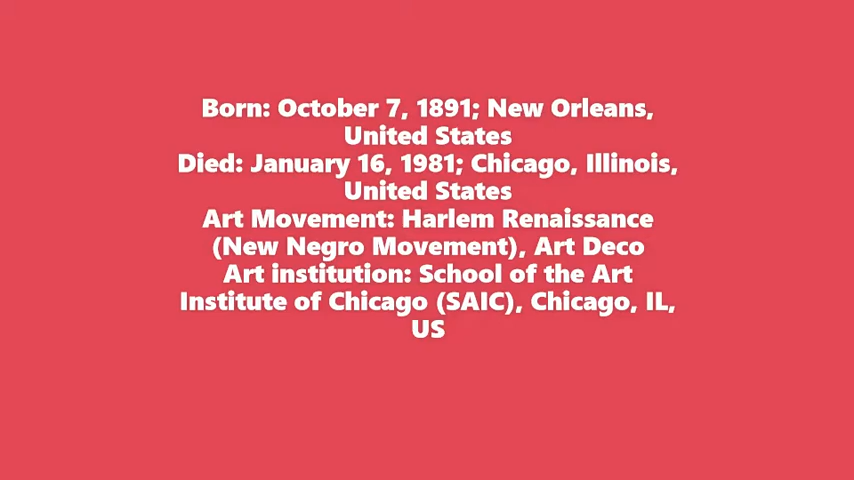 Born: October 7, 1891; New Orleans,
United States
Died: January 16, 1981; Chicago, Illinois,
United States
Art Movement: Harlem Renaissance
(New Negro Movement), Art Deco
Art institution: School of the Art
Institute of Chicago (SAIC), Chicago, IL,
US